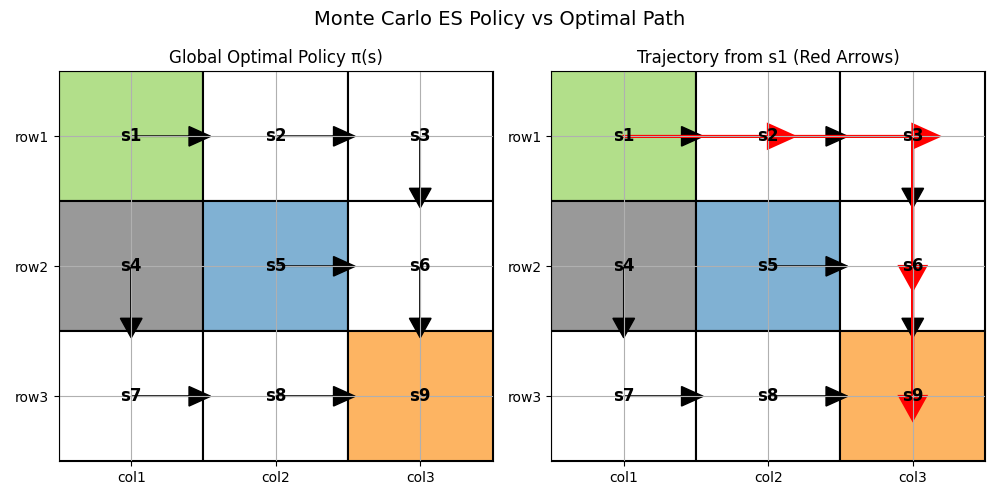 Monte Carlo ES Policy vs Optimal Path
Global Optimal Policy π(s)
row1
s1
s2
s3
row2
s4
s5
s6
row3
s7
s8
s9
col1
col2
col3
Trajectory from s1 (Red Arrows)
row1
s1
s2
s3
row2
s4
s5
s6
row3
s7
s8
s9
col1
col2
col3